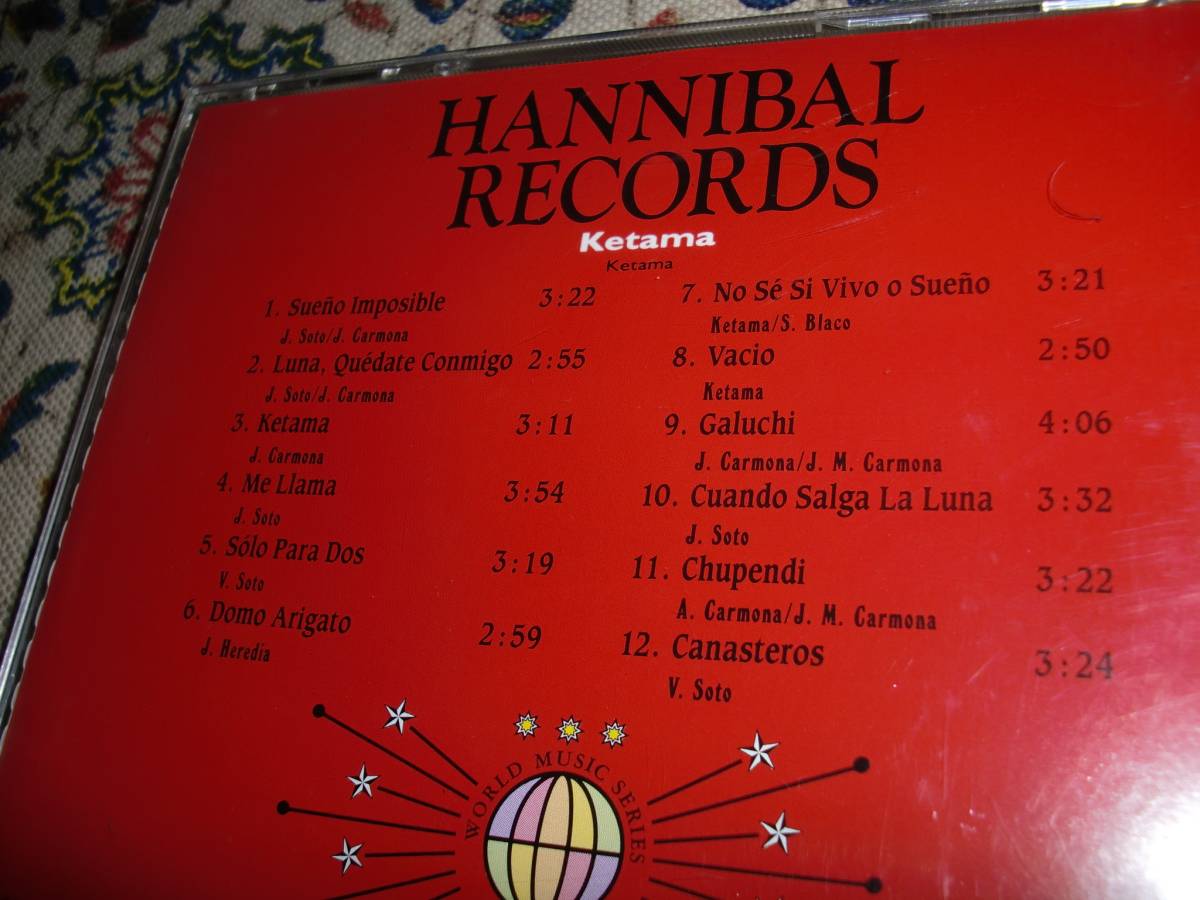 HANNIBAL
RECORDS
Ketama
Ketama
1. Sueño Imposible 3:22
J. Soto/J. Carmona
2. Luna, Quédate Conmigo 2:55
J. Soto/J. Carmona
3. Ketama 3:11
J. Carmona
4. Me Llama 3:54
J. Soto
5. Sólo Para Dos 3:19
V. Soto
6. Domo Arigato 2:59
J. Heredia
7. No Sé Si Vivo o Sueño 3:21
Ketama/S. Blaco
8. Vacio 2:50
Ketama
9. Galuchi 4:06
J. Carmona/J. M. Carmona
10. Cuando Salga La Luna 3:32
J. Soto
11. Chupendi 3:22
A. Carmona/J. M. Carmona
12. Canasteros 3:24
V. Soto
WORLD MUSIC SERIES